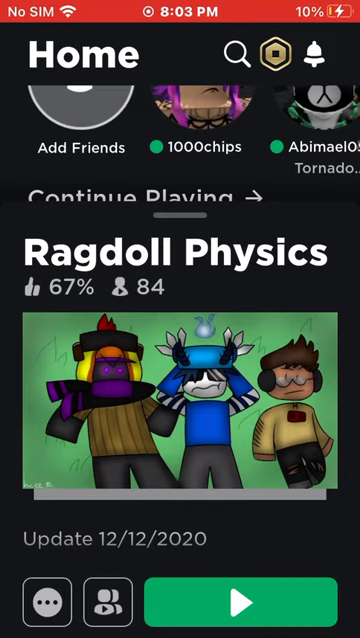 No SIM 8:03 PM 10%
Home
Add Friends 1000chips Abimael05
Tornado..
Continue Playing →
Ragdoll Physics
67% 84
Update 12/12/2020